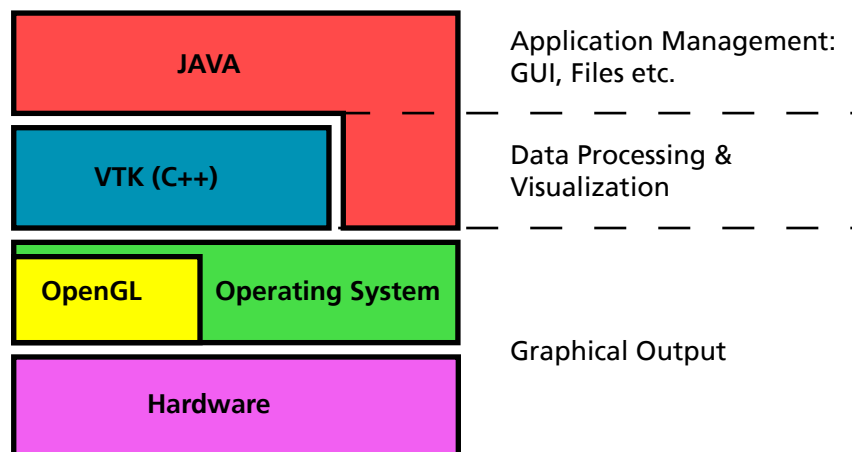 JAVA
Application Management:
GUI, Files etc.
VTK (C++)
Data Processing &
Visualization
OpenGL
Operating System
Graphical Output
Hardware